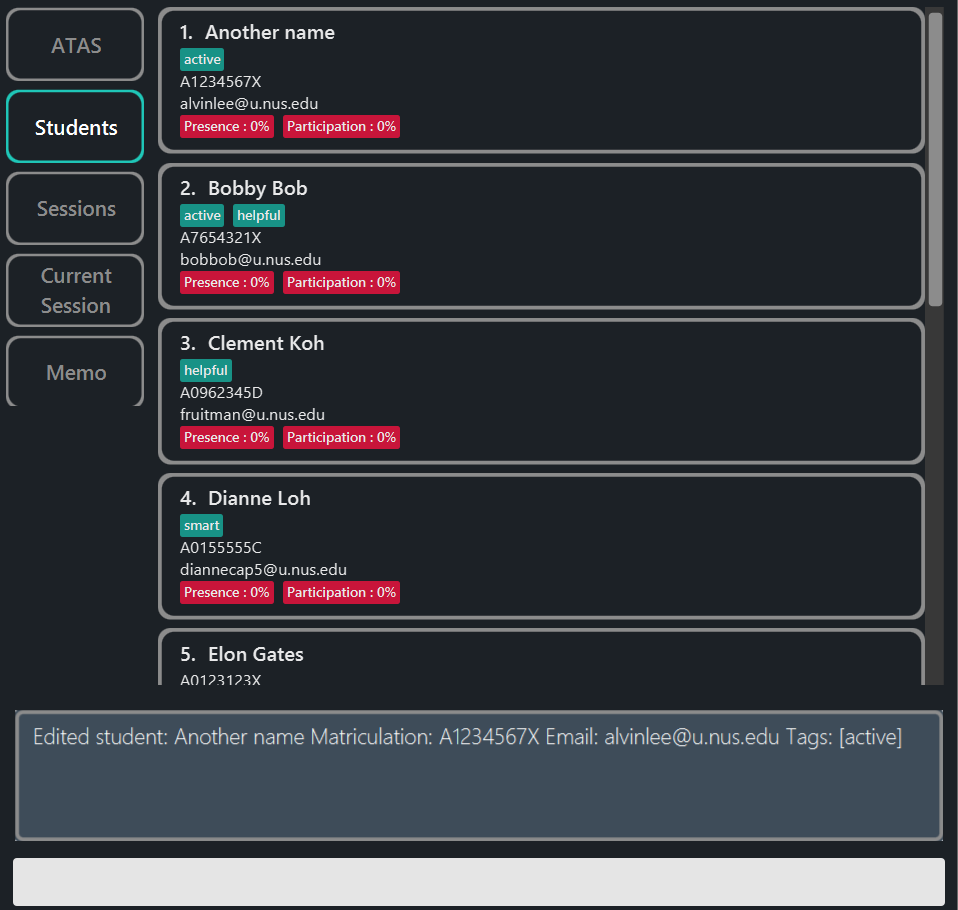 ATAS
Students
Sessions
Current
Session
Memo
1. Another name
active
A1234567X
alvinlee@u.nus.edu
Presence : 0% Participation : 0%
2. Bobby Bob
active helpful
A7654321X
bobbob@u.nus.edu
Presence : 0% Participation : 0%
3. Clement Koh
helpful
A0962345D
fruitman@u.nus.edu
Presence : 0% Participation : 0%
4. Dianne Loh
smart
A0155555C
diannecap5@u.nus.edu
Presence : 0% Participation : 0%
5. Elon Gates
A0123123X
Edited student: Another name Matriculation: A1234567X Email: alvinlee@u.nus.edu Tags: [active]